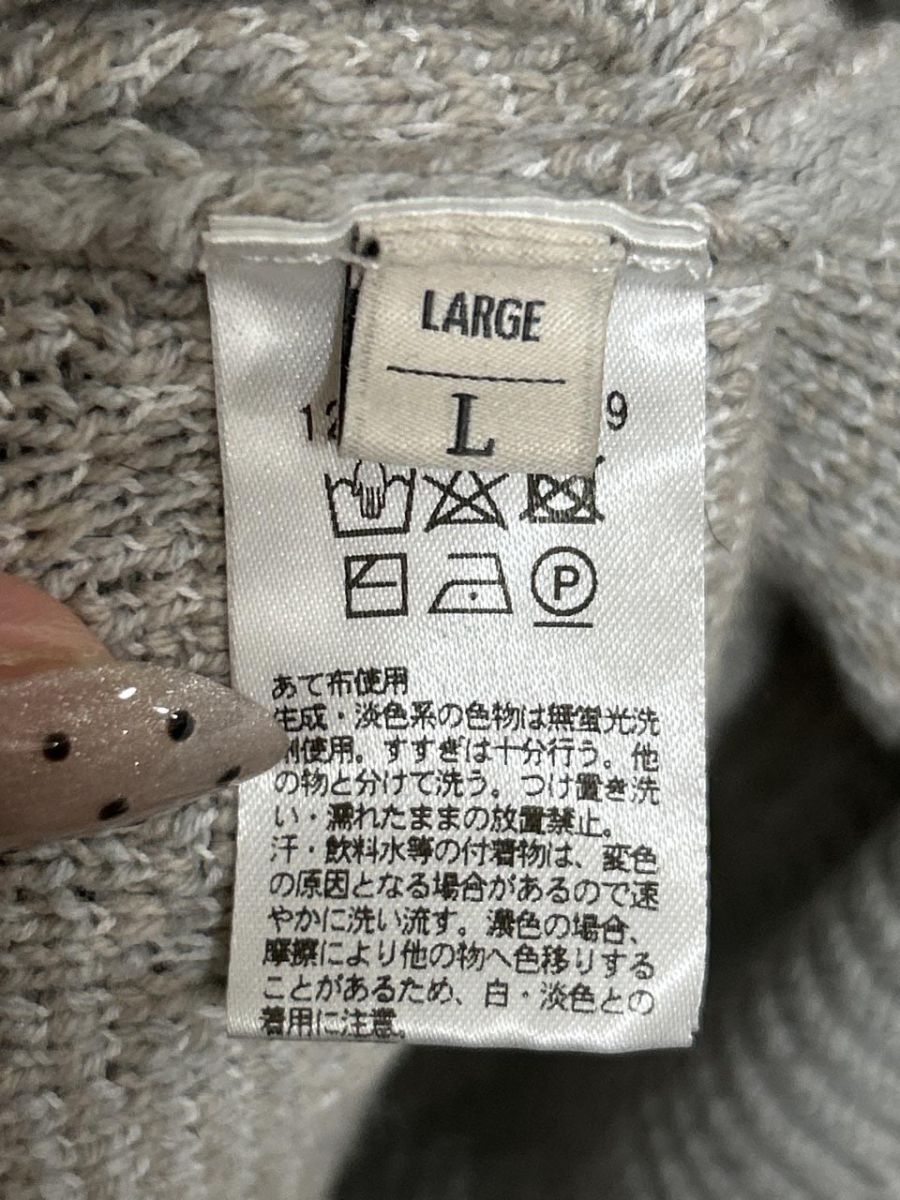 LARGE
L
12
9
P
あて布使用
生成・淡色系の色物は無蛍光洗
剤使用。すすぎは十分行う。他
の物と分けて洗う。つけ置き洗
い・濡れたままの放置禁止。
汗・飲料水等の付着物は、変色
の原因となる場合があるので速
やかに洗い流す。濃色の場合、
摩擦により他の物へ色移りする
ことがあるため、白・淡色との
着用に注意。